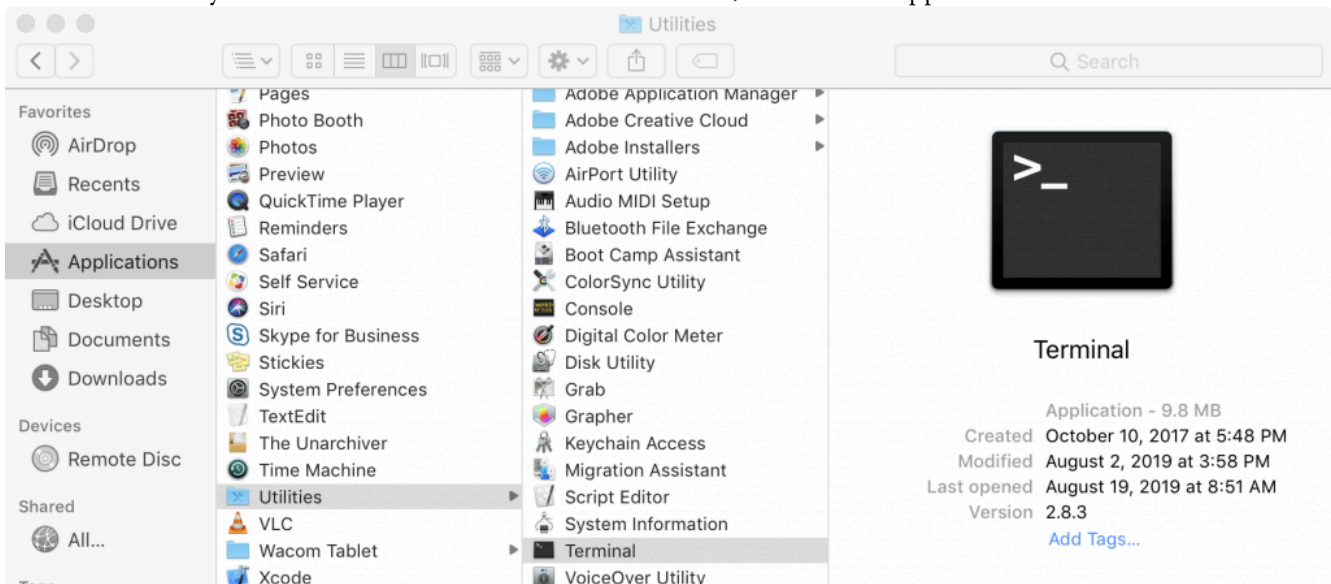 Utilities
Search
Favorites
AirDrop
Recents
iCloud Drive
Applications
Desktop
Documents
Downloads
Devices
Remote Disc
Shared
All...
Tags
Pages
Photo Booth
Photos
Preview
QuickTime Player
Reminders
Safari
Self Service
Siri
Skype for Business
Stickies
System Preferences
TextEdit
The Unarchiver
Time Machine
Utilities
VLC
Wacom Tablet
Xcode
Adobe Application Manager
Adobe Creative Cloud
Adobe Installers
AirPort Utility
Audio MIDI Setup
Bluetooth File Exchange
Boot Camp Assistant
ColorSync Utility
Console
Digital Color Meter
Disk Utility
Grab
Grapher
Keychain Access
Migration Assistant
Script Editor
System Information
Terminal
VoiceOver Utility
>_
Terminal
Application - 9.8 MB
Created October 10, 2017 at 5:48 PM
Modified August 2, 2019 at 3:58 PM
Last opened August 19, 2019 at 8:51 AM
Version 2.8.3
Add Tags...